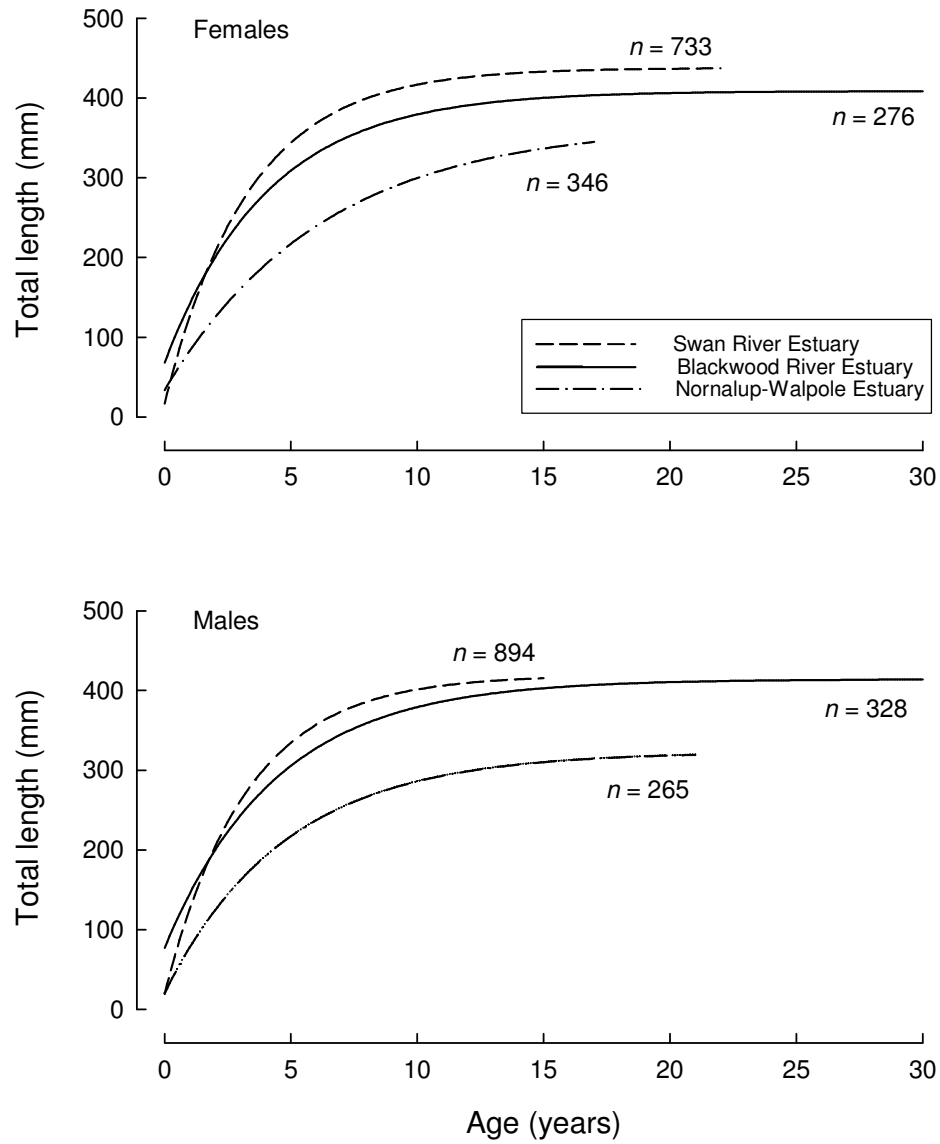 Females
n = 733
n = 276
n = 346
Total length (mm)
500
400
300
200
100
0
Swan River Estuary
Blackwood River Estuary
Nornalup-Walpole Estuary
0 5 10 15 20 25 30
Males
n = 894
n = 328
n = 265
Total length (mm)
500
400
300
200
100
0
0 5 10 15 20 25 30
Age (years)